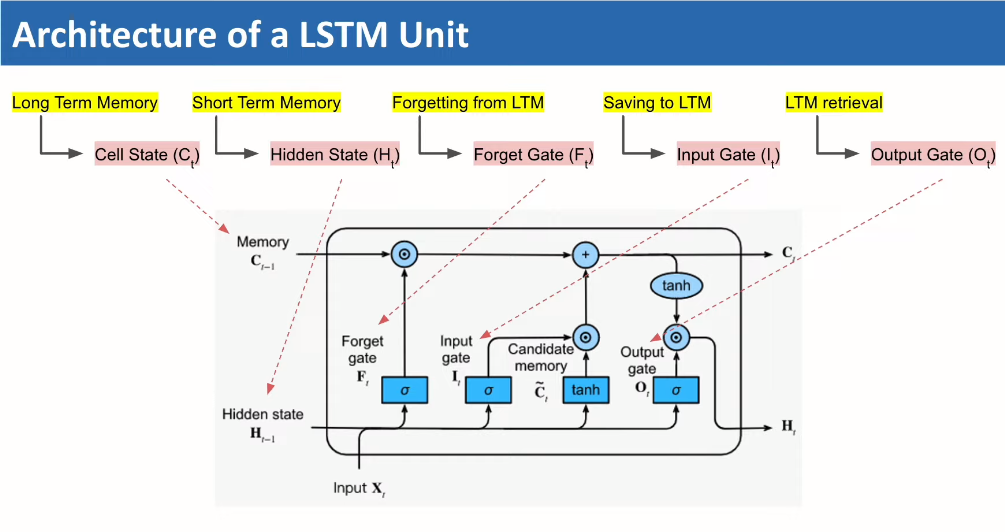 Architecture of a LSTM Unit
Long Term Memory
Short Term Memory
Forgetting from LTM
Saving to LTM
LTM retrieval
Cell State (Cₜ)
Hidden State (Hₜ)
Forget Gate (Fₜ)
Input Gate (Iₜ)
Output Gate (Oₜ)
Memory
Cₜ₋₁
⊙
+
Cₜ
tanh
Forget
gate
Fₜ
σ
Input
gate
Iₜ
σ
Candidate
memory
C̃ₜ
tanh
⊙
Output
gate
Oₜ
σ
⊙
Hidden state
Hₜ₋₁
Hₜ
Input Xₜ